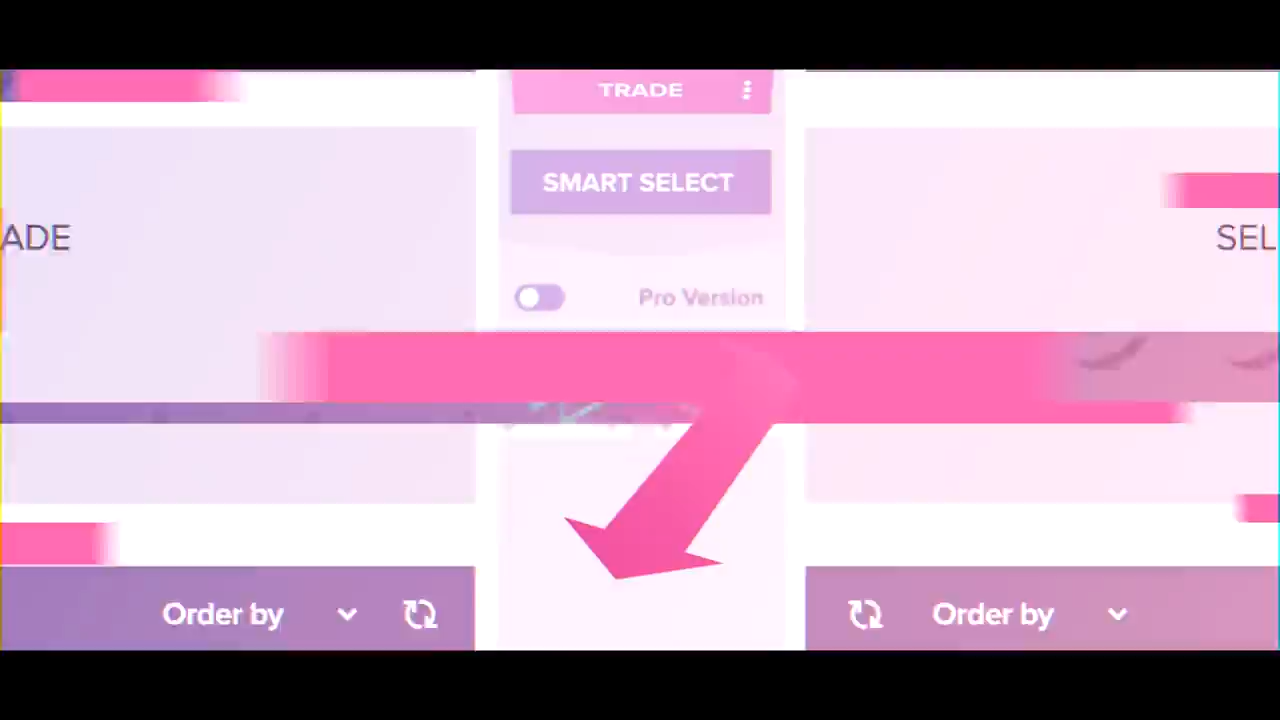 TRADE
SMART SELECT
ADE
SEL
Pro Version
Order by
Order by